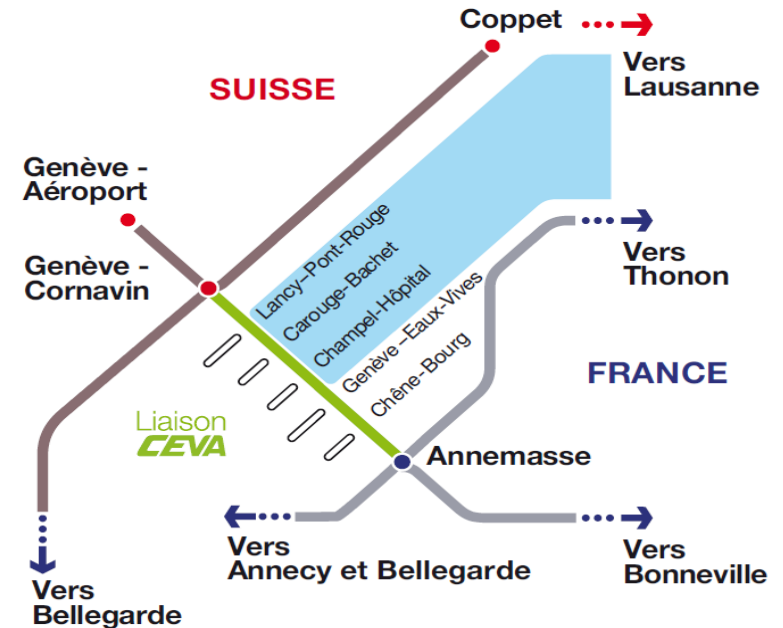 Coppet
Vers
Lausanne
SUISSE
Genève -
Aéroport
Genève -
Cornavin
Lancy-Pont-Rouge
Carouge-Bachet
Champel-Hôpital
Genève -Eaux-Vives
Chêne-Bourg
Vers
Thonon
FRANCE
Liaison
CEVA
Annemasse
Vers
Annecy et Bellegarde
Vers
Bonneville
Vers
Bellegarde